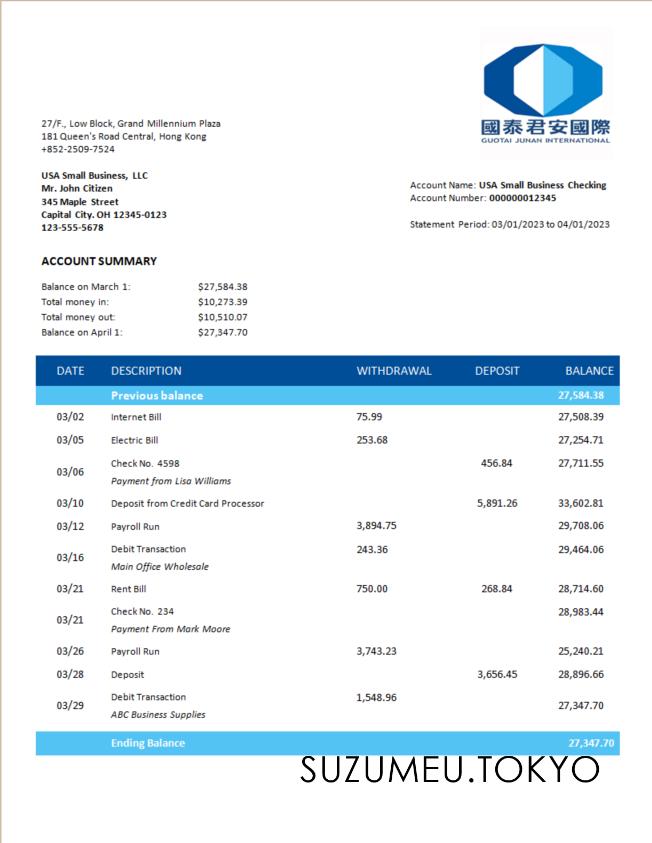 國泰君安國際
GUOTAI JUNAN INTERNATIONAL
27/F., Low Block, Grand Millennium Plaza
181 Queen's Road Central, Hong Kong
+852-2509-7524
USA Small Business, LLC
Mr. John Citizen
345 Maple Street
Capital City. OH 12345-0123
123-555-5678
Account Name: USA Small Business Checking
Account Number: 000000012345
Statement Period: 03/01/2023 to 04/01/2023
ACCOUNT SUMMARY
Balance on March 1: $27,584.38
Total money in: $10,273.39
Total money out: $10,510.07
Balance on April 1: $27,347.70
DATE DESCRIPTION WITHDRAWAL DEPOSIT BALANCE
Previous balance 27,584.38
03/02 Internet Bill 75.99 27,508.39
03/05 Electric Bill 253.68 27,254.71
03/06 Check No. 4598 456.84 27,711.55
Payment from Lisa Williams
03/10 Deposit from Credit Card Processor 5,891.26 33,602.81
03/12 Payroll Run 3,894.75 29,708.06
03/16 Debit Transaction 243.36 29,464.06
Main Office Wholesale
03/21 Rent Bill 750.00 268.84 28,714.60
03/21 Check No. 234 28,983.44
Payment From Mark Moore
03/26 Payroll Run 3,743.23 25,240.21
03/28 Deposit 3,656.45 28,896.66
03/29 Debit Transaction 1,548.96 27,347.70
ABC Business Supplies
Ending Balance 27,347.70
SUZUMEU.TOKYO